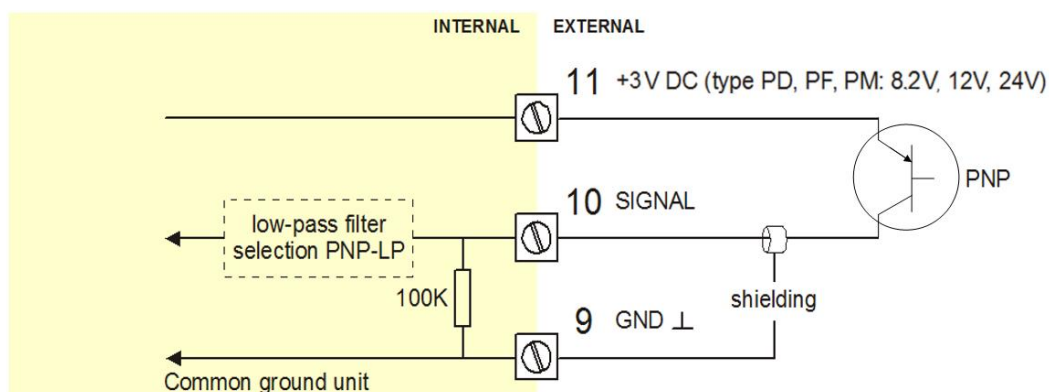 INTERNAL EXTERNAL
11 +3V DC (type PD, PF, PM: 8.2V, 12V, 24V)
PNP
10 SIGNAL
low-pass filter
selection PNP-LP
100K
shielding
9 GND ⊥
Common ground unit